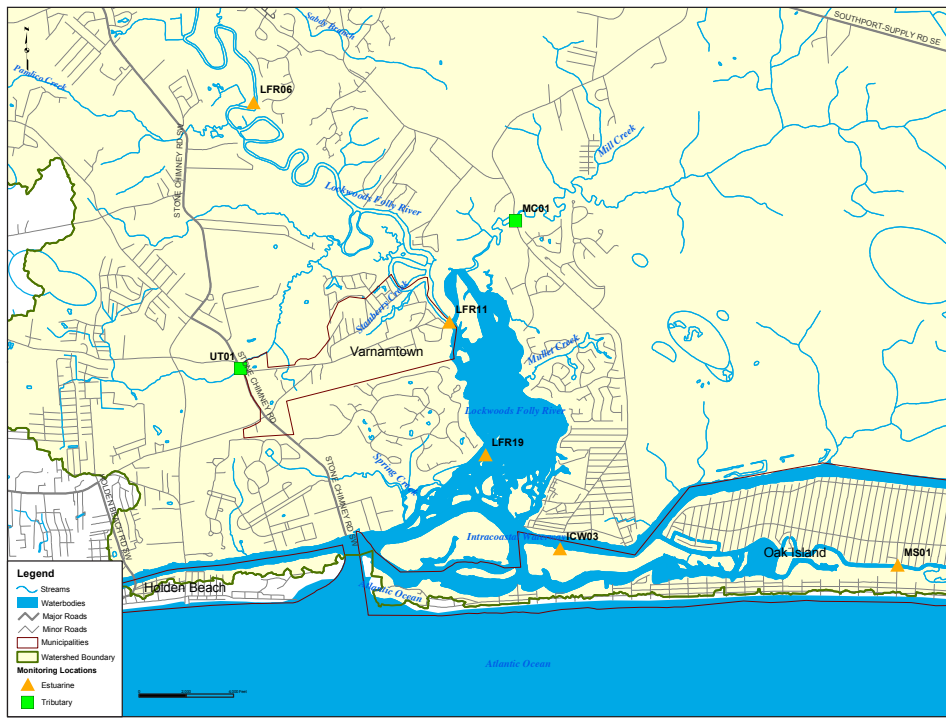 SOUTHPORT-SUPPLY RD SE
Sandy Branch
Pamlico Creek
LFR06
STONE CHIMNEY RD SW
Mill Creek
Lockwoods Folly River
MC01
Stanberry Creek
LFR11
Varnamtown
UT01
STONE CHIMNEY RD
Mullet Creek
Lockwoods Folly River
LFR19
Spring Creek
STONE CHIMNEY RD SW
HOLDEN BEACH RD SW
Intracoastal Waterway
ICW03
Oak Island
MS01
Holden Beach
Atlantic Ocean
Atlantic Ocean
Legend
Streams
Waterbodies
Major Roads
Minor Roads
Municipalities
Watershed Boundary
Monitoring Locations
Estuarine
Tributary